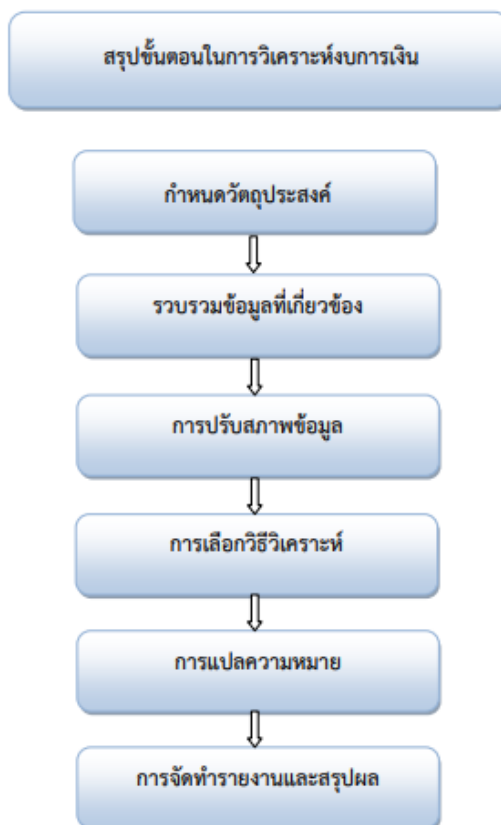 สรุปขั้นตอนในการวิเคราะห์งบการเงิน
กำหนดวัตถุประสงค์
รวบรวมข้อมูลที่เกี่ยวข้อง
การปรับสภาพข้อมูล
การเลือกวิธีวิเคราะห์
การแปลความหมาย
การจัดทำรายงานและสรุปผล